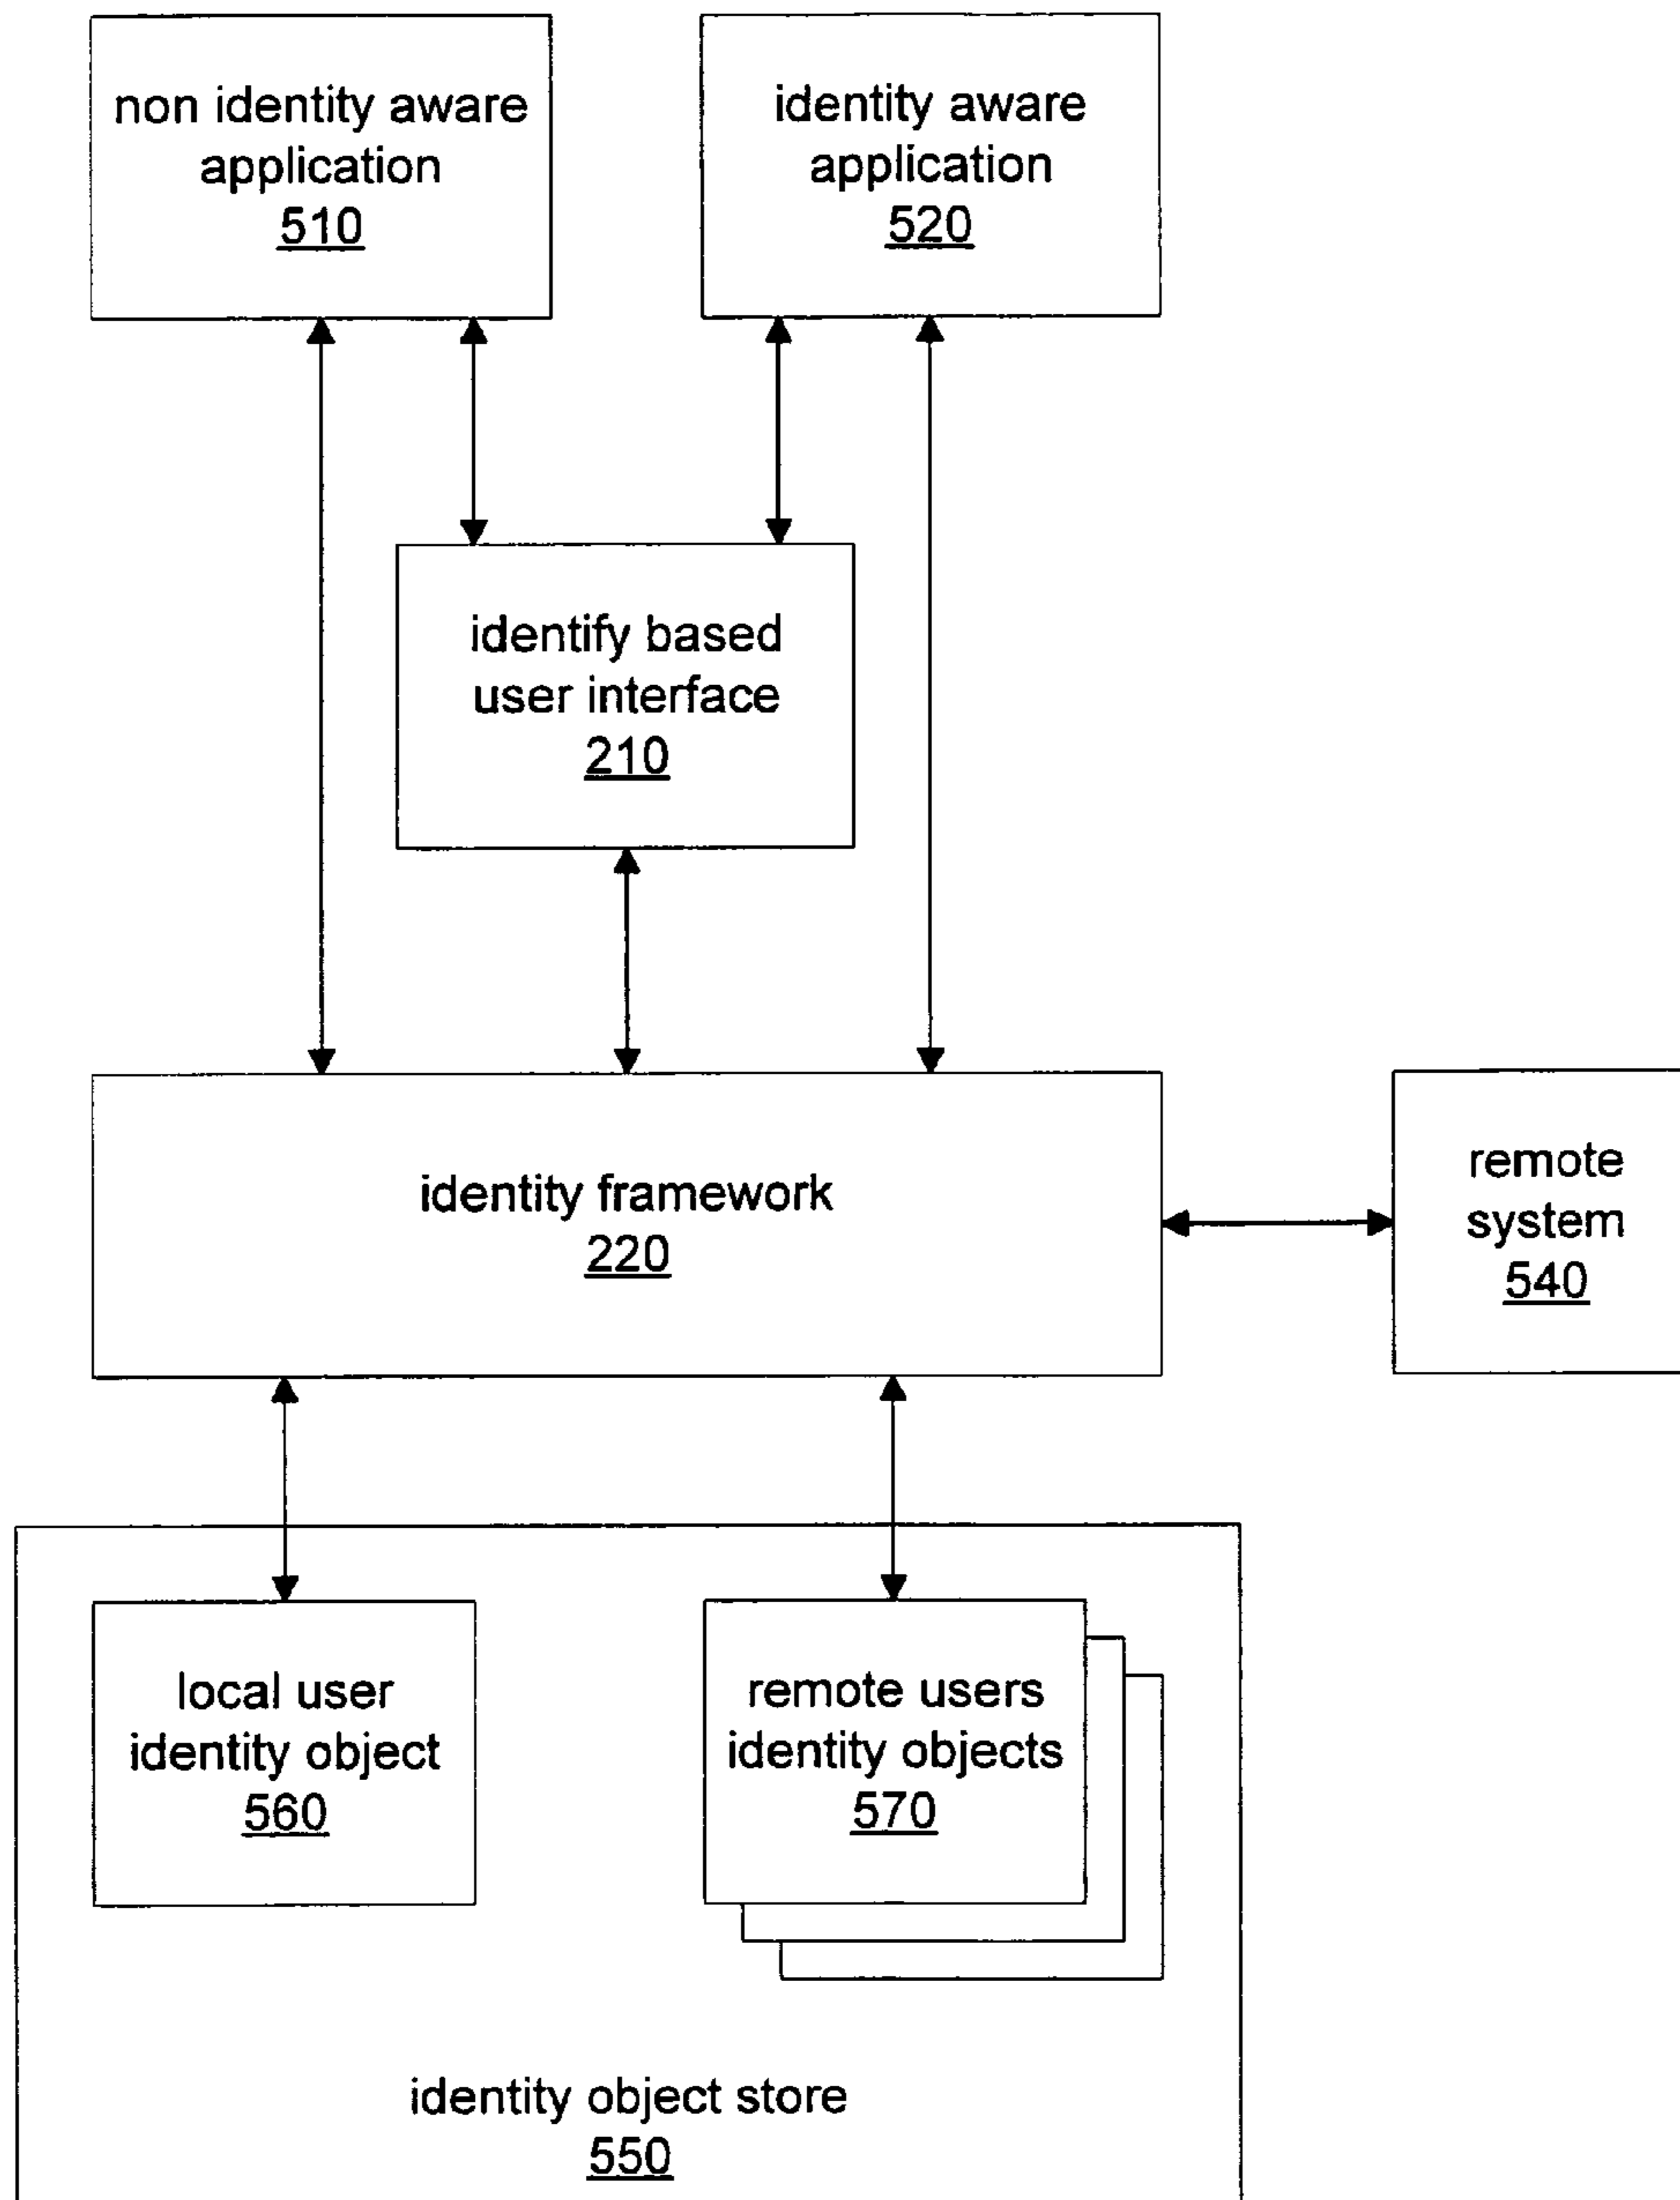 non identity aware
application
510
identity aware
application
520
identify based
user interface
210
identity framework
220
remote
system
540
local user
identity object
560
remote users
identity objects
570
identity object store
550